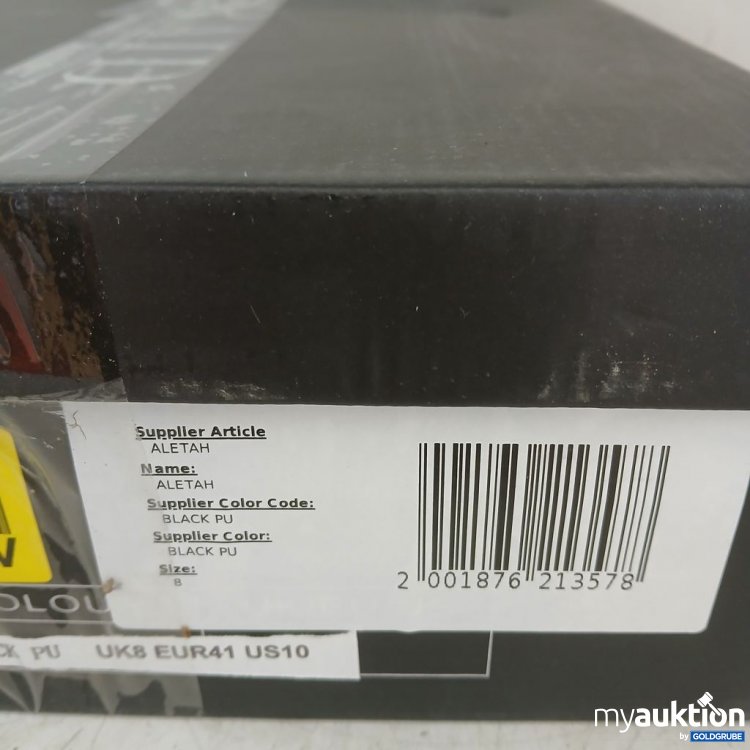 Supplier Article
ALETAH
Name:
ALETAH
Supplier Color Code:
BLACK PU
Supplier Color:
BLACK PU
Size:
8
2 001876 213578
W
OLOU
CK PU UK8 EUR41 US10
myauktion
by GOLDGRUBE